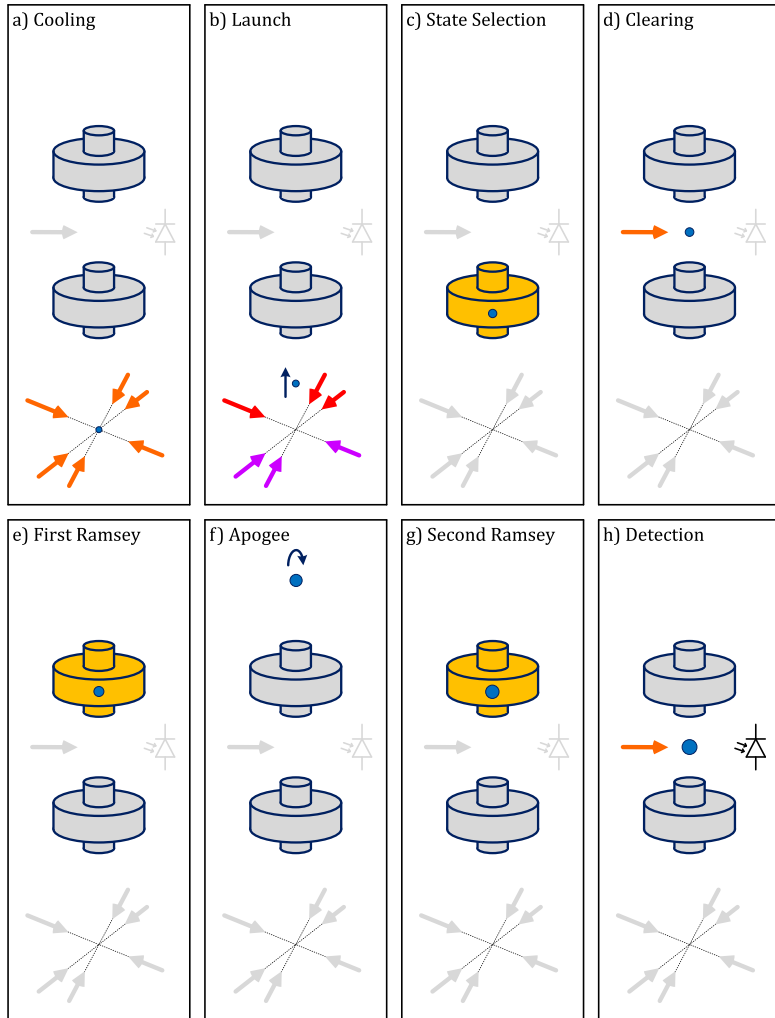 a) Cooling
b) Launch
c) State Selection
d) Clearing
e) First Ramsey
f) Apogee
g) Second Ramsey
h) Detection